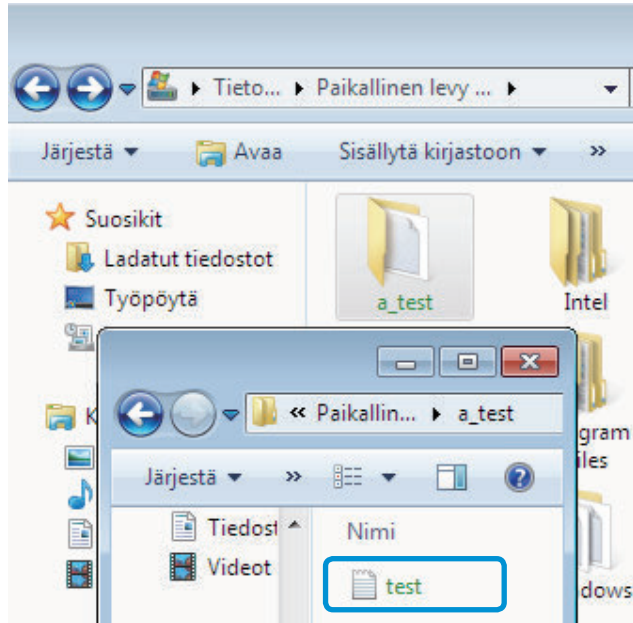 Tieto... Paikallinen levy ...
Järjestä Avaa Sisällytä kirjastoon »
Suosikit
Ladatut tiedostot
Työpöytä
a_test Intel
K
« Paikallin... a_test
gram
iles
Järjestä » ?
Tiedost
Videot
Nimi
test
dows